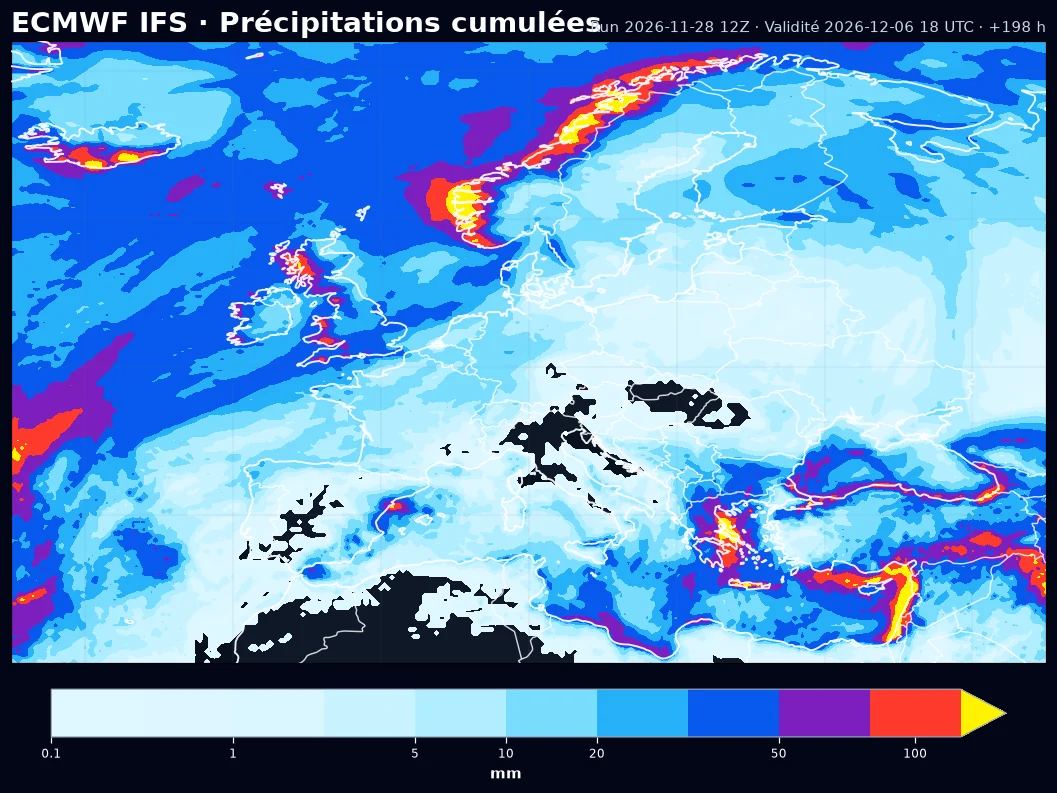 ECMWF IFS · Précipitations cumulées
Run 2026-11-28 12Z · Validité 2026-12-06 18 UTC · +198 h
0.1 1 5 10 20 50 100
mm